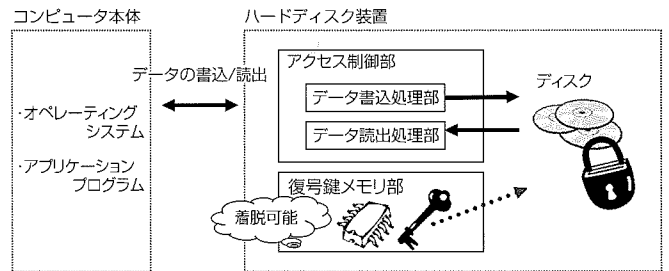 コンピュータ本体
ハードディスク装置
データの書込/読出
・オペレーティング
システム
・アプリケーション
プログラム
アクセス制御部
データ書込処理部
データ読出処理部
ディスク
復号鍵メモリ部
着脱可能